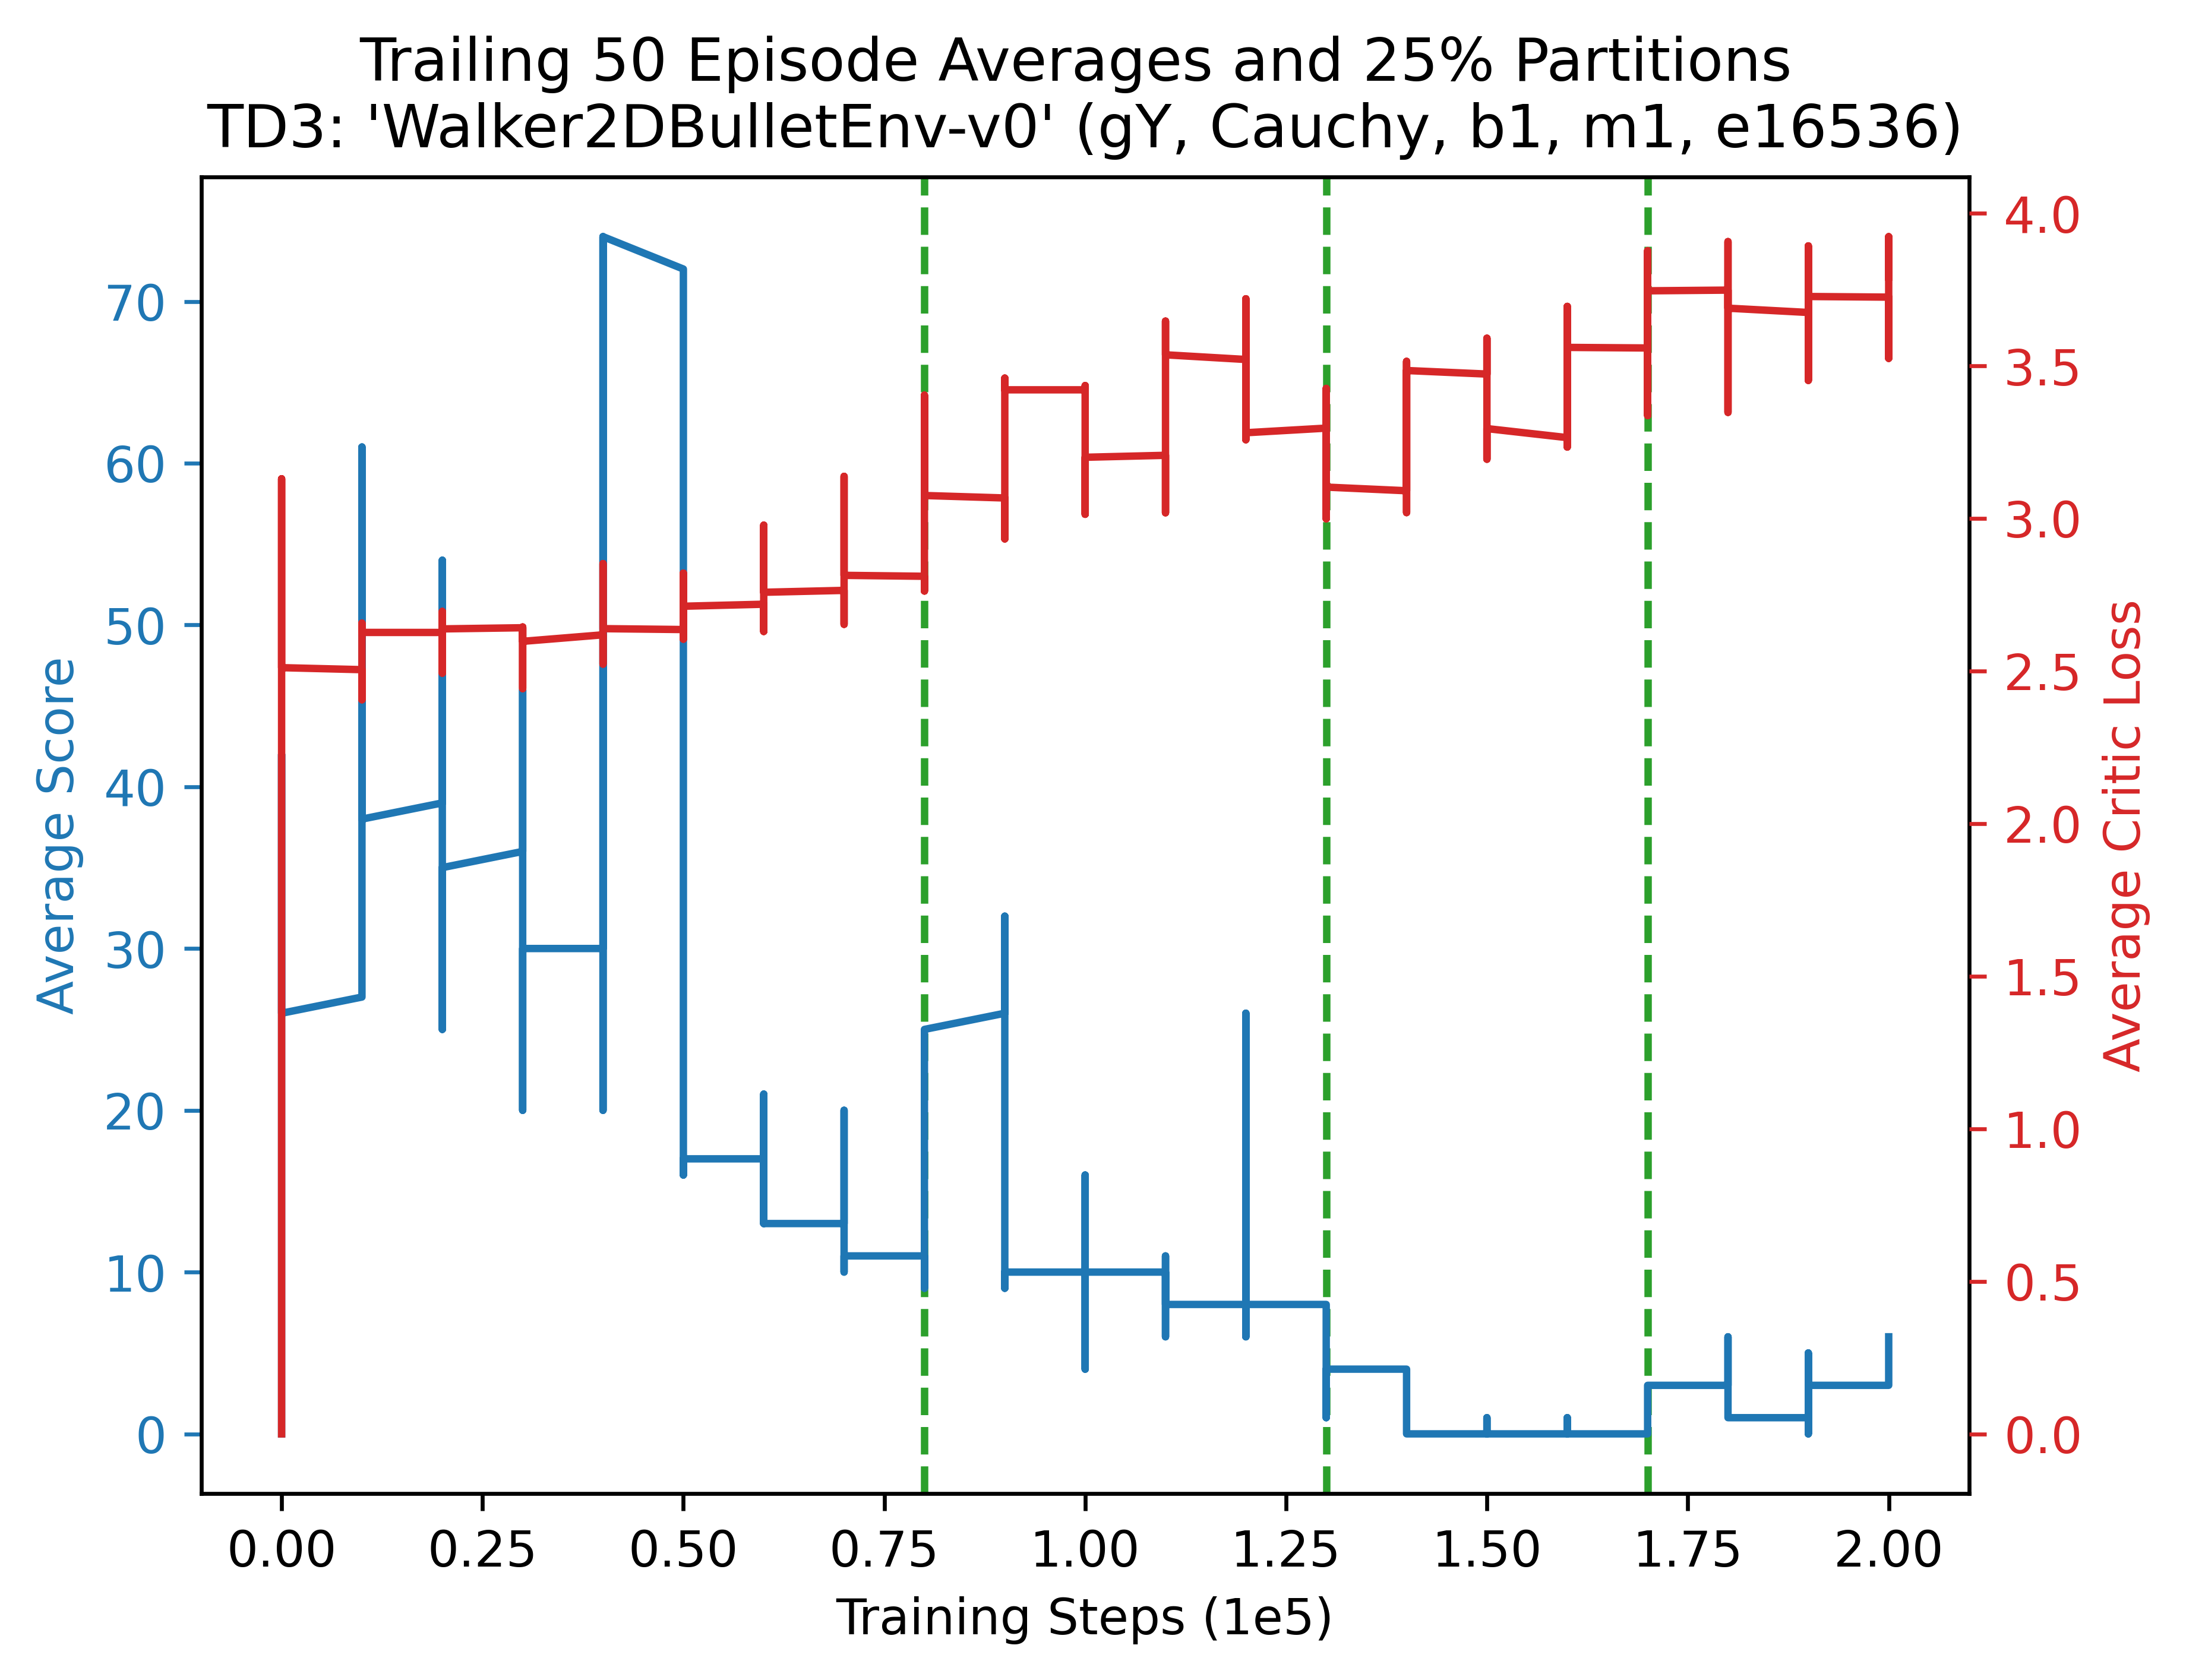 Trailing 50 Episode Averages and 25% Partitions
TD3: 'Walker2DBulletEnv-v0' (gY, Cauchy, b1, m1, e16536)
Average Score
70
60
50
40
30
20
10
0
4.0
3.5
3.0
2.5
2.0
1.5
1.0
0.5
0.0
Average Critic Loss
0.00 0.25 0.50 0.75 1.00 1.25 1.50 1.75 2.00
Training Steps (1e5)